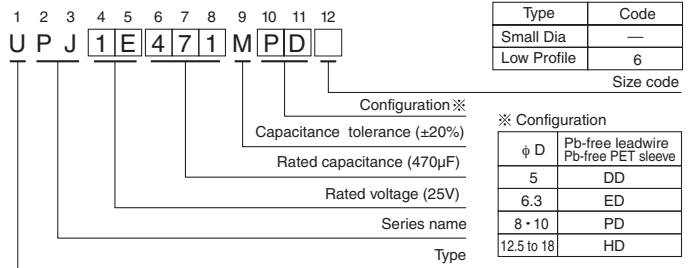 1 2 3 4 5 6 7 8 9 10 11 12
U P J 1 E 4 7 1 M P D
Type Code
Small Dia —
Low Profile 6
Size code
Configuration※
Capacitance tolerance (±20%)
Rated capacitance (470µF)
Rated voltage (25V)
Series name
Type
※ Configuration
φ D Pb-free leadwire
Pb-free PET sleeve
5 DD
6.3 ED
8・10 PD
12.5 to 18 HD